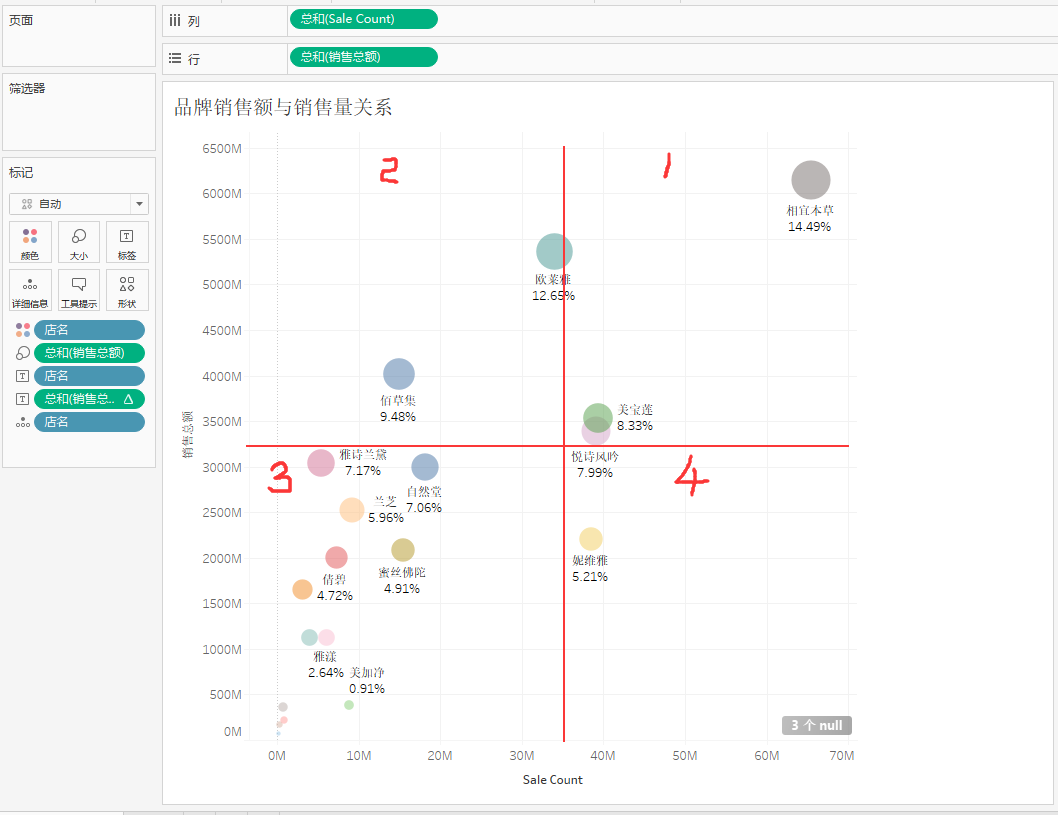 页面
筛选器
标记
自动
颜色
大小
标签
详细信息
工具提示
形状
店名
总和(销售总额)
店名
总和(销售总..
店名
列
总和(Sale Count)
行
总和(销售总额)
品牌销售额与销售量关系
2
1
3
4
销售总额
6500M
6000M
5500M
5000M
4500M
4000M
3500M
3000M
2500M
2000M
1500M
1000M
500M
0M
相宜本草
14.49%
欧莱雅
12.65%
佰草集
9.48%
美宝莲
8.33%
悦诗风吟
7.99%
雅诗兰黛
7.17%
自然堂
7.06%
兰芝
5.96%
妮维雅
5.21%
蜜丝佛陀
4.91%
倩碧
4.72%
雅漾
2.64%
美加净
0.91%
3 个 null
0M
10M
20M
30M
40M
50M
60M
70M
Sale Count